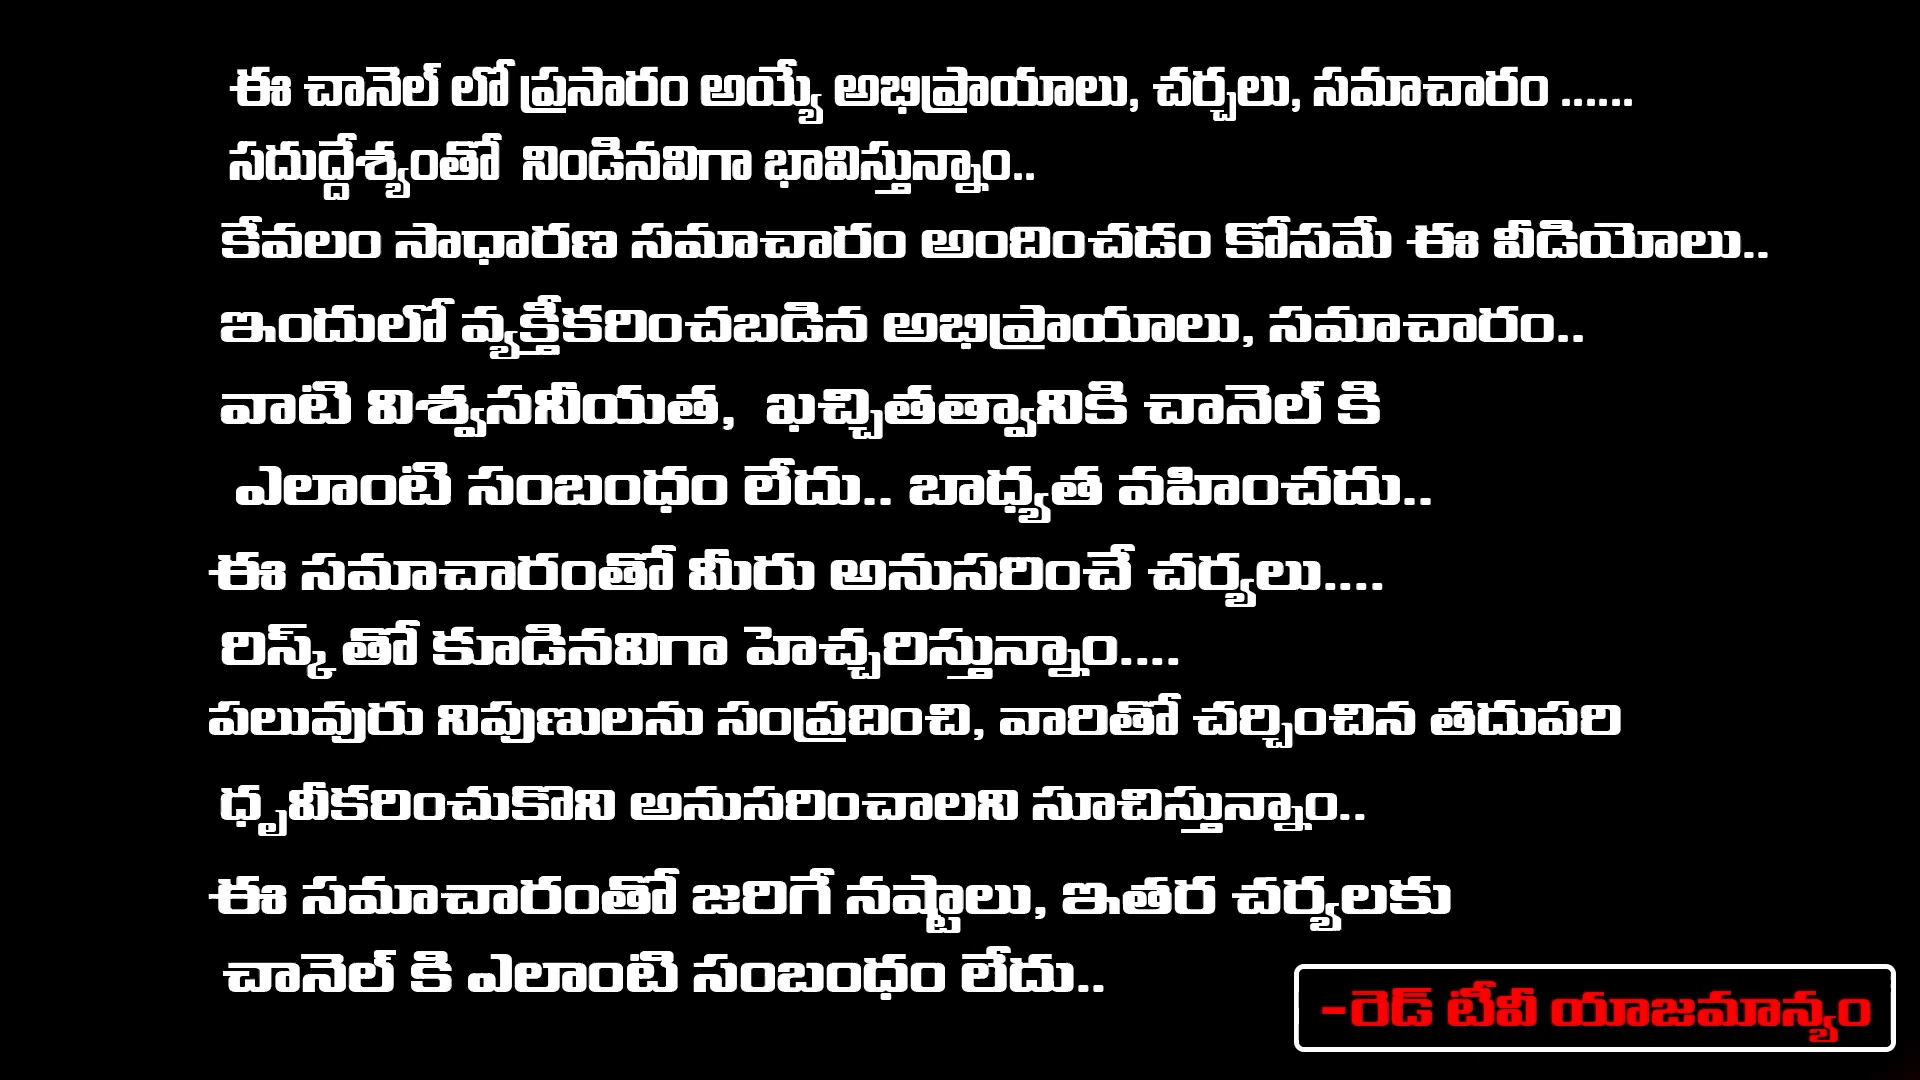 ఈ చానెల్ లో ప్రసారం అయ్యే అభిప్రాయాలు, చర్చలు, సమాచారం ......
సదుద్దేశ్యంతో నిండినవిగా భావిస్తున్నాం..
కేవలం సాధారణ సమాచారం అందించడం కోసమే ఈ వీడియోలు..
ఇందులో వ్యక్తీకరించబడిన అభిప్రాయాలు, సమాచారం..
వాటి విశ్వసనీయత, ఖచ్చితత్వానికి చానెల్ కి
ఎలాంటి సంబంధం లేదు.. బాధ్యత వహించదు..
ఈ సమాచారంతో మీరు అనుసరించే చర్యలు....
రిస్క్ తో కూడినవిగా హెచ్చరిస్తున్నాం....
పలువురు నిపుణులను సంప్రదించి, వారితో చర్చించిన తదుపరి
ధృవీకరించుకొని అనుసరించాలని సూచిస్తున్నాం..
ఈ సమాచారంతో జరిగే నష్టాలు, ఇతర చర్యలకు
చానెల్ కి ఎలాంటి సంబంధం లేదు..
-రెడ్ టీవీ యాజమాన్యం